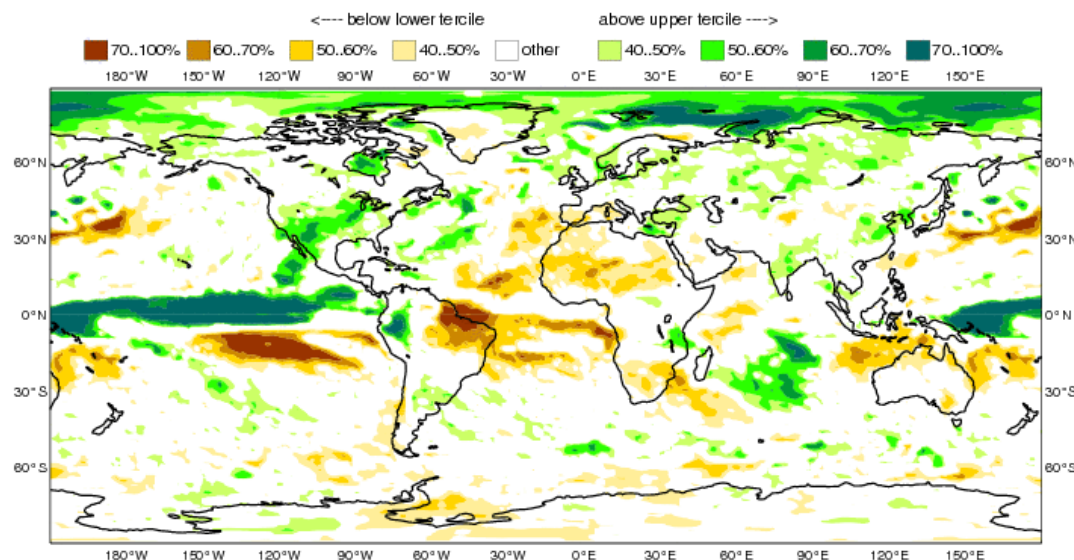 <---- below lower tercile above upper tercile ---->
70..100% 60..70% 50..60% 40..50% other 40..50% 50..60% 60..70% 70..100%
180°W 150°W 120°W 90°W 60°W 30°W 0°E 30°E 60°E 90°E 120°E 150°E
60°N 60°N
30°N 30°N
0°N 0°N
30°S 30°S
60°S 60°S
180°W 150°W 120°W 90°W 60°W 30°W 0°E 30°E 60°E 90°E 120°E 150°E